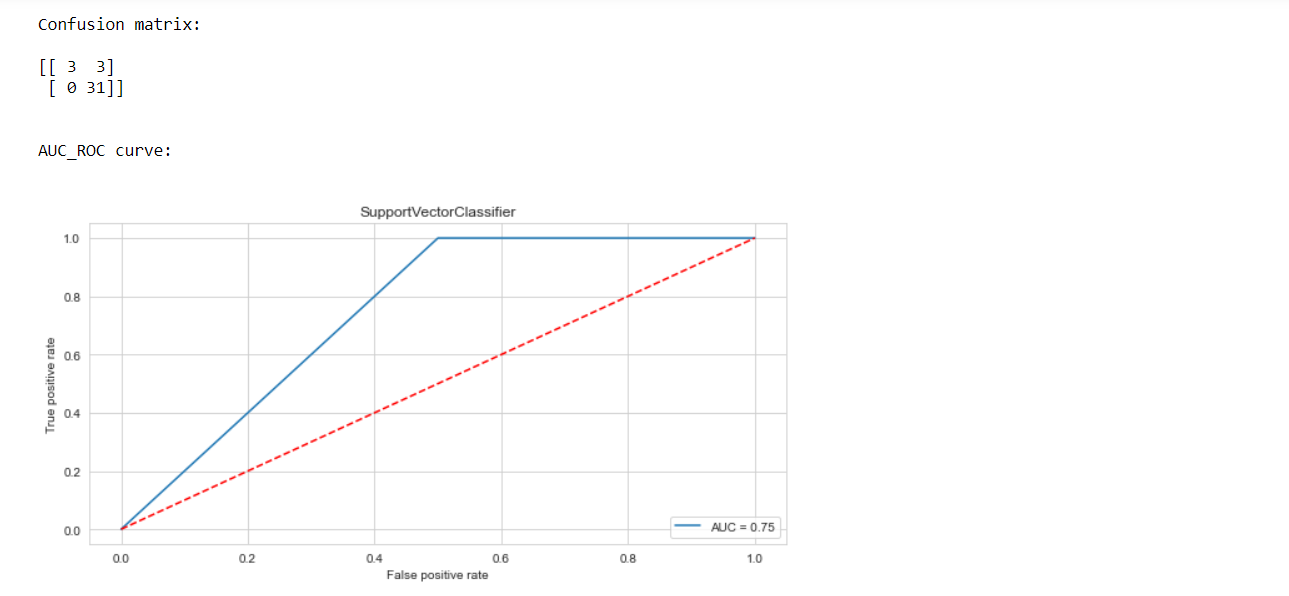 Confusion matrix:
[[ 3  3]
 [ 0 31]]
AUC_ROC curve:
SupportVectorClassifier
1.0
0.8
0.6
0.4
0.2
0.0
True positive rate
AUC = 0.75
0.0 0.2 0.4 0.6 0.8 1.0
False positive rate